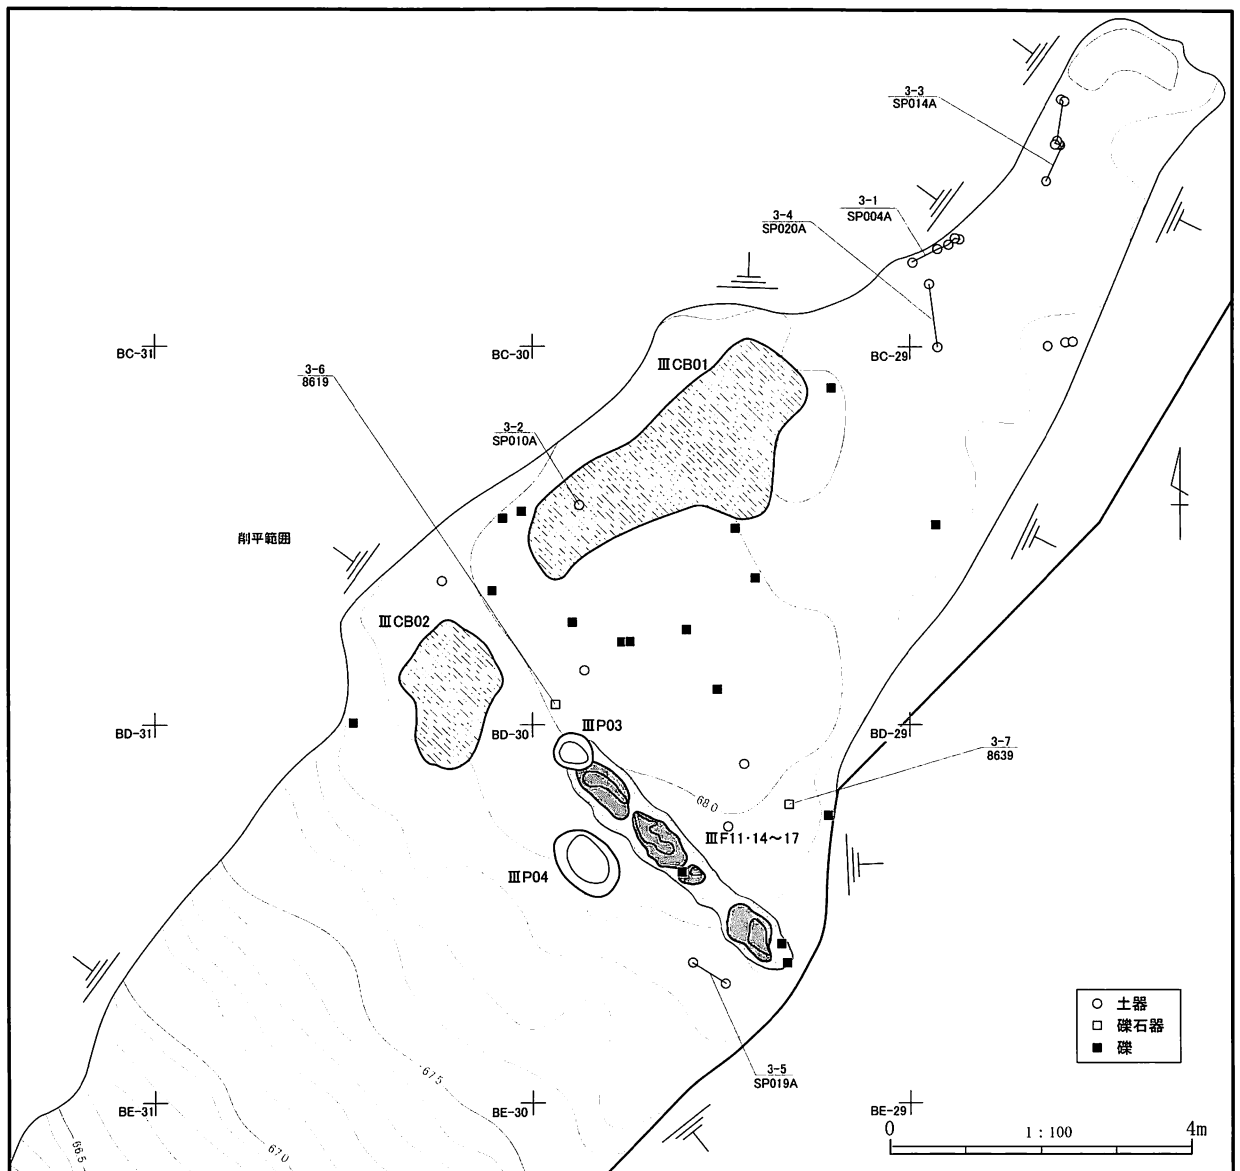 3-3
SP014A
3-1
SP004A
3-4
SP020A
BC-31
BC-30
BC-29
ⅢCB01
3-6
8619
3-2
SP010A
削平範囲
ⅢCB02
ⅢP03
BD-31
BD-30
BD-29
3-7
8639
68.0
ⅢF11・14～17
ⅢP04
○ 土器
□ 礫石器
■ 礫
67.5
3-5
SP019A
BE-31
BE-30
BE-29
66.5
67.0
0 1：100 4m